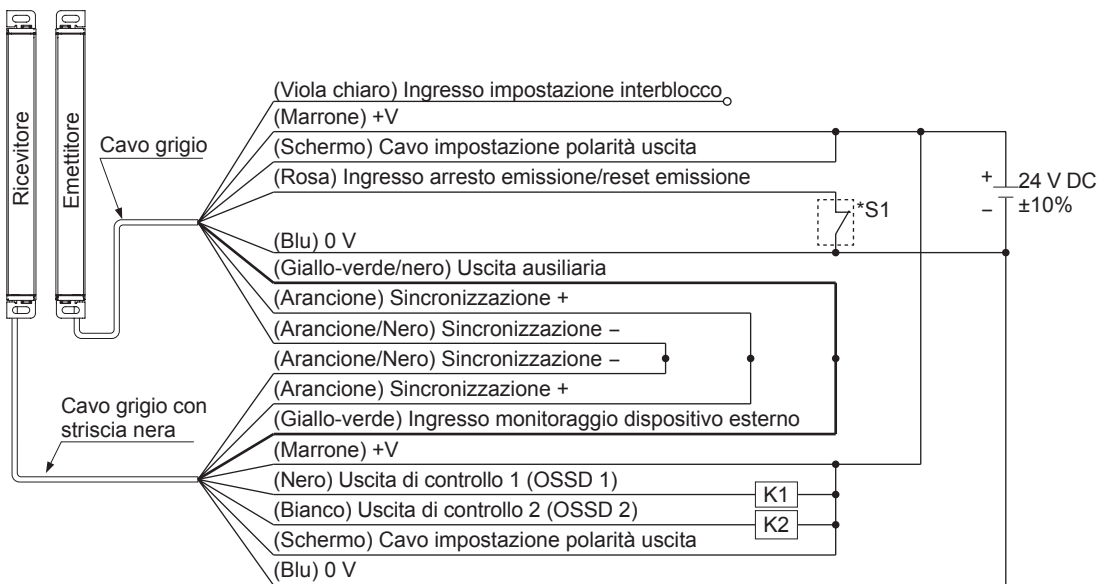 Ricevitore
Emettitore
Cavo grigio
(Viola chiaro) Ingresso impostazione interblocco
(Marrone) +V
(Schermo) Cavo impostazione polarità uscita
(Rosa) Ingresso arresto emissione/reset emissione
*S1
+
24 V DC
−
±10%
(Blu) 0 V
(Giallo-verde/nero) Uscita ausiliaria
(Arancione) Sincronizzazione +
(Arancione/Nero) Sincronizzazione −
(Arancione/Nero) Sincronizzazione −
(Arancione) Sincronizzazione +
Cavo grigio con
striscia nera
(Giallo-verde) Ingresso monitoraggio dispositivo esterno
(Marrone) +V
(Nero) Uscita di controllo 1 (OSSD 1)
K1
(Bianco) Uscita di controllo 2 (OSSD 2)
K2
(Schermo) Cavo impostazione polarità uscita
(Blu) 0 V